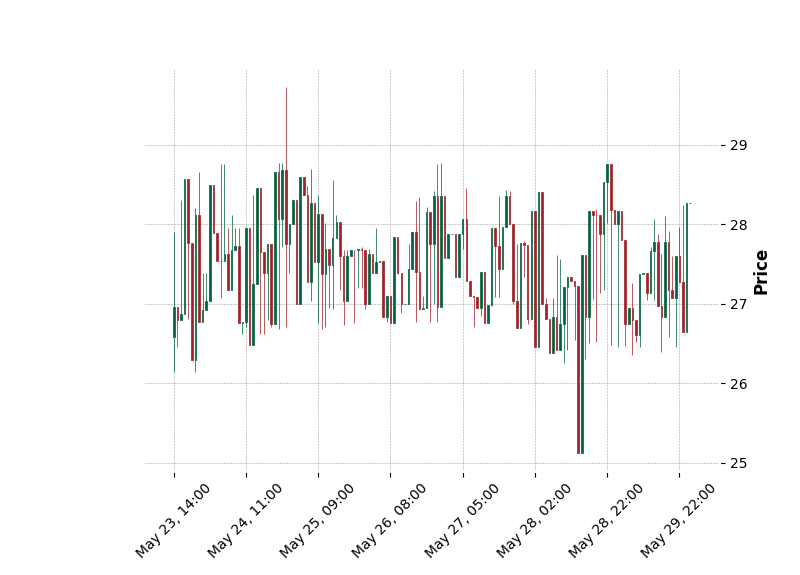 29
28
27
26
25
Price
May 23, 14:00
May 24, 11:00
May 25, 09:00
May 26, 08:00
May 27, 05:00
May 28, 02:00
May 28, 22:00
May 29, 22:00